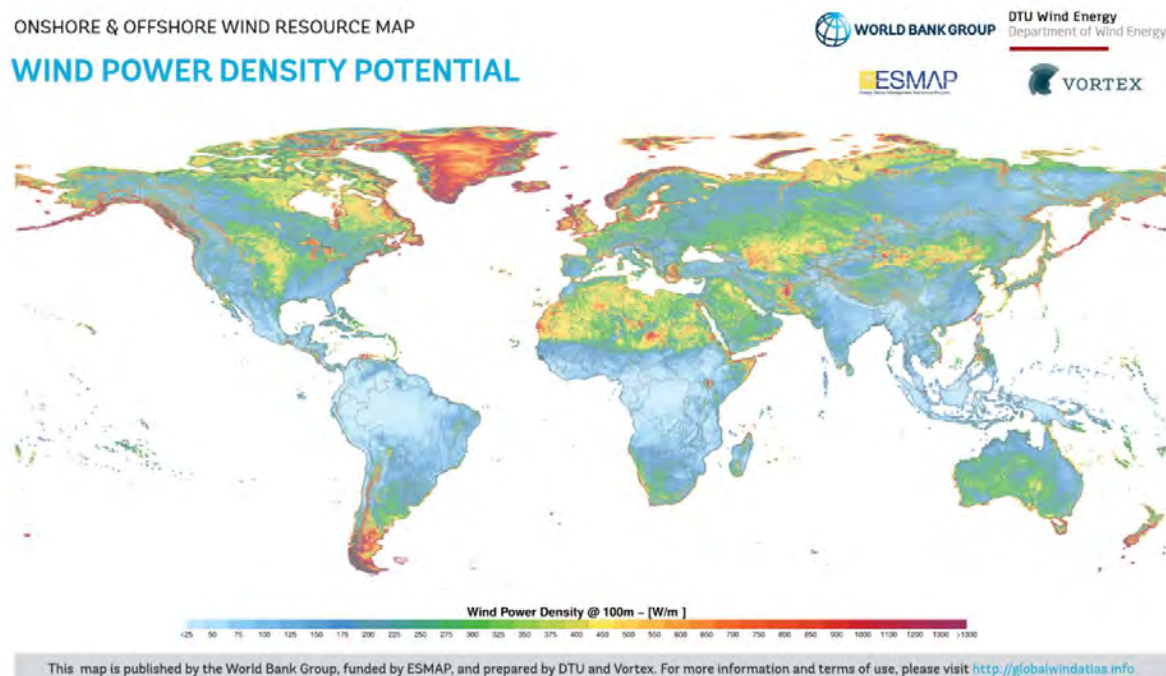 ONSHORE & OFFSHORE WIND RESOURCE MAP
WIND POWER DENSITY POTENTIAL
WORLD BANK GROUP
DTU Wind Energy
Department of Wind Energy
ESMAP
VORTEX
Wind Power Density @ 100m – [W/m ]
<25 50 75 100 125 150 175 200 250 300 325 350 375 400 450 500 550 600 650 700 750 800 850 900 1000 1100 1200 1300 >1300
This map is published by the World Bank Group, funded by ESMAP, and prepared by DTU and Vortex. For more information and terms of use, please visit http://globalwindatlas.info